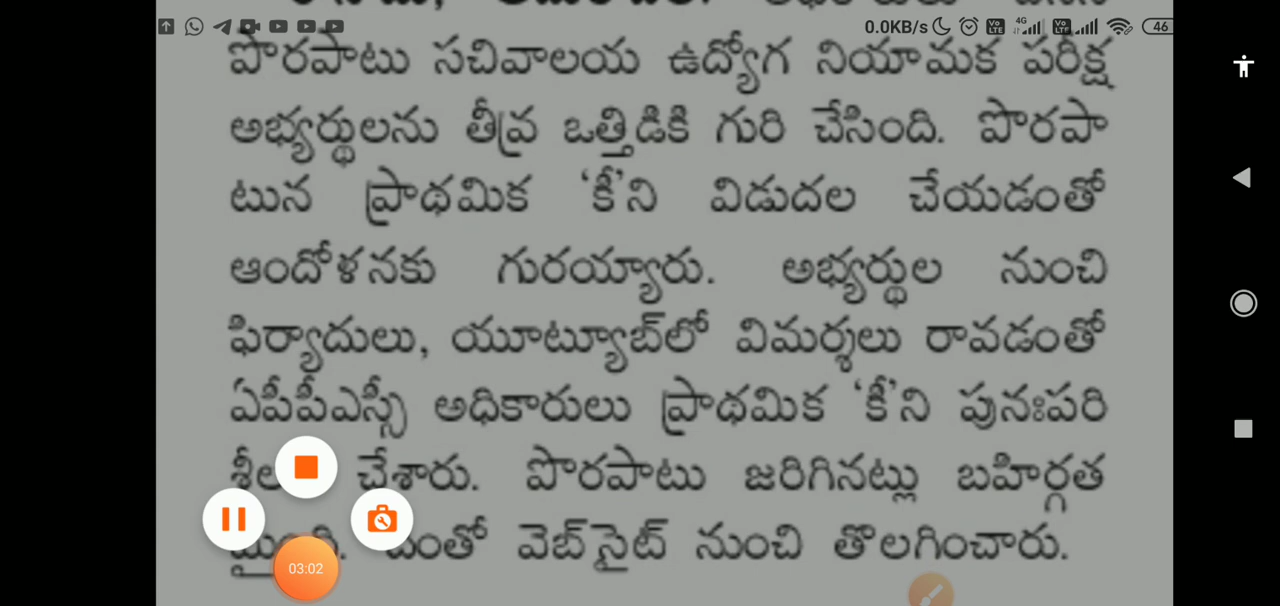 0.0KB/s 4G 46
పొరపాటు సచివాలయ ఉద్యోగ నియామక పరీక్ష
అభ్యర్థులను తీవ్ర ఒత్తిడికి గురి చేసింది. పొరపా
టున ప్రాథమిక ‘కీ’ని విడుదల చేయడంతో
ఆందోళనకు గురయ్యారు. అభ్యర్థుల నుంచి
ఫిర్యాదులు, యూట్యూబ్‌లో విమర్శలు రావడంతో
ఏపీపీఎస్సీ అధికారులు ప్రాథమిక ‘కీ’ని పునఃపరి
చేశారు. పొరపాటు జరిగినట్లు బహిర్గత
వెబ్‌సైట్ నుంచి తొలగించారు.
03:02